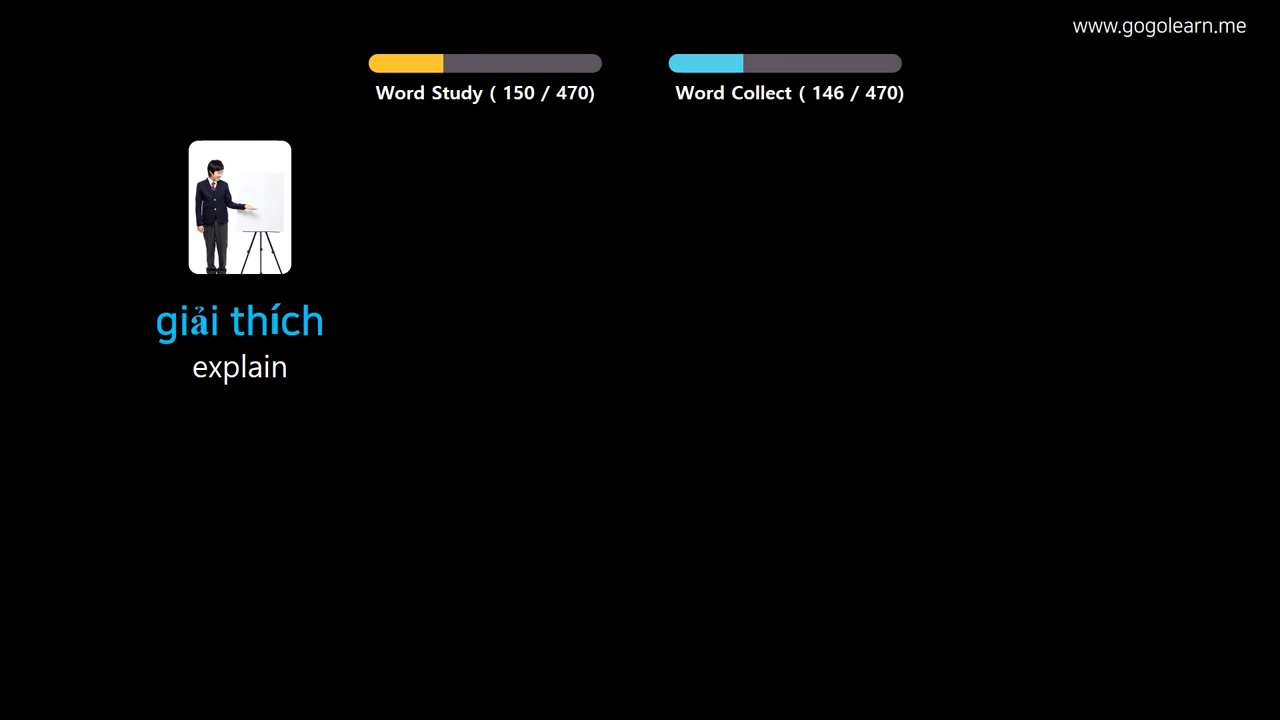 www.gogolearn.me
Word Study ( 150 / 470)
Word Collect ( 146 / 470)
giải thích
explain